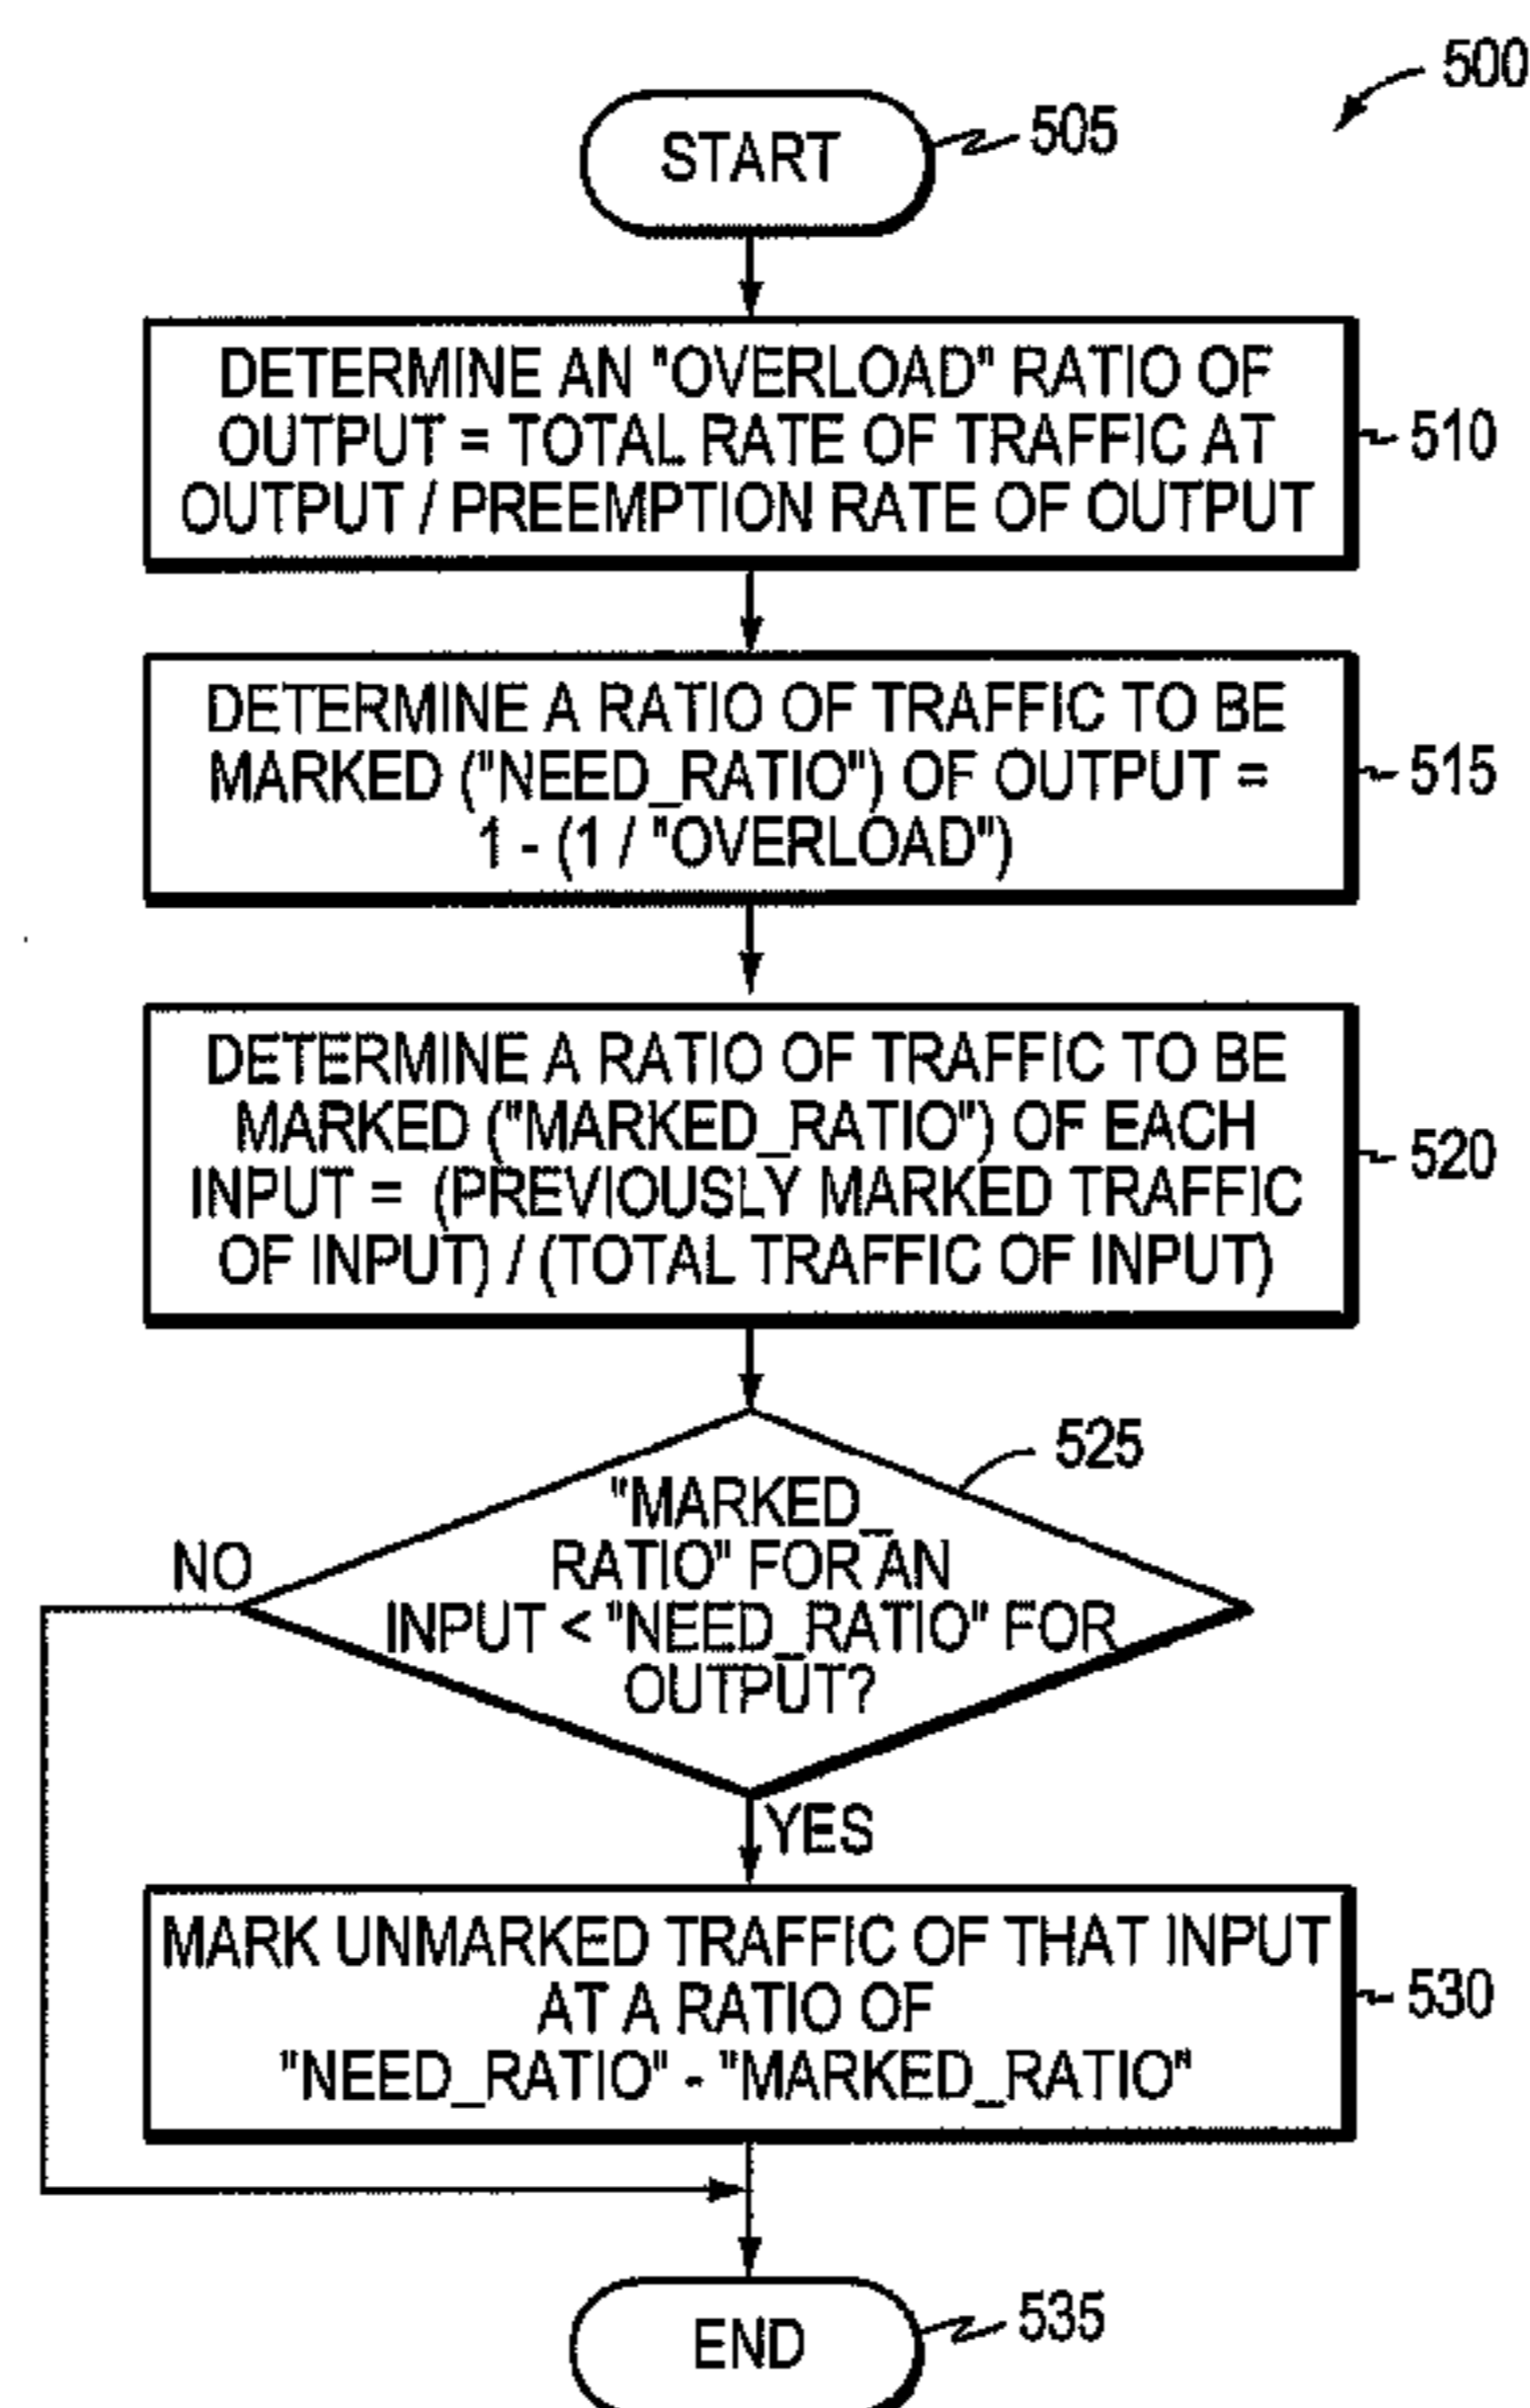 500
START
505
DETERMINE AN "OVERLOAD" RATIO OF
OUTPUT = TOTAL RATE OF TRAFFIC AT
OUTPUT / PREEMPTION RATE OF OUTPUT
510
DETERMINE A RATIO OF TRAFFIC TO BE
MARKED ("NEED_RATIO") OF OUTPUT =
1 - (1 / "OVERLOAD")
515
DETERMINE A RATIO OF TRAFFIC TO BE
MARKED ("MARKED_RATIO") OF EACH
INPUT = (PREVIOUSLY MARKED TRAFFIC
OF INPUT) / (TOTAL TRAFFIC OF INPUT)
520
525
"MARKED_
RATIO" FOR AN
INPUT < "NEED_RATIO" FOR
OUTPUT?
NO
YES
MARK UNMARKED TRAFFIC OF THAT INPUT
AT A RATIO OF
"NEED_RATIO" - "MARKED_RATIO"
530
END
535